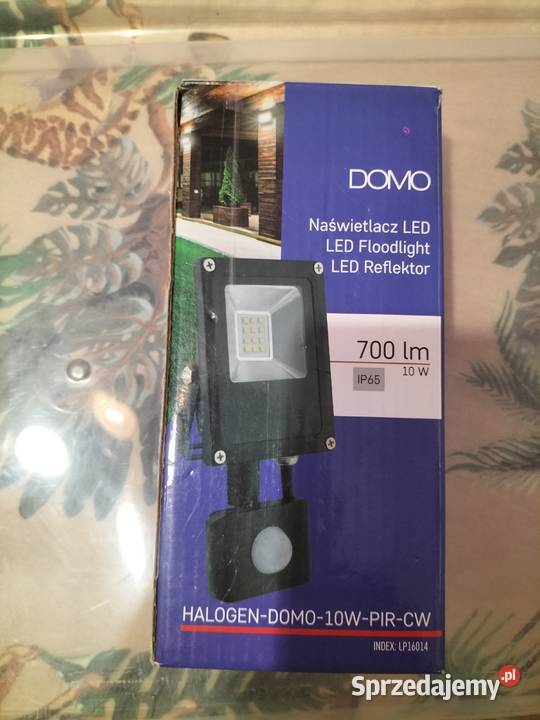 DOMO
Naświetlacz LED
LED Floodlight
LED Reflektor
700 lm
10 W
IP65
HALOGEN-DOMO-10W-PIR-CW
INDEX: LP16014
Sprzedajemy.pl